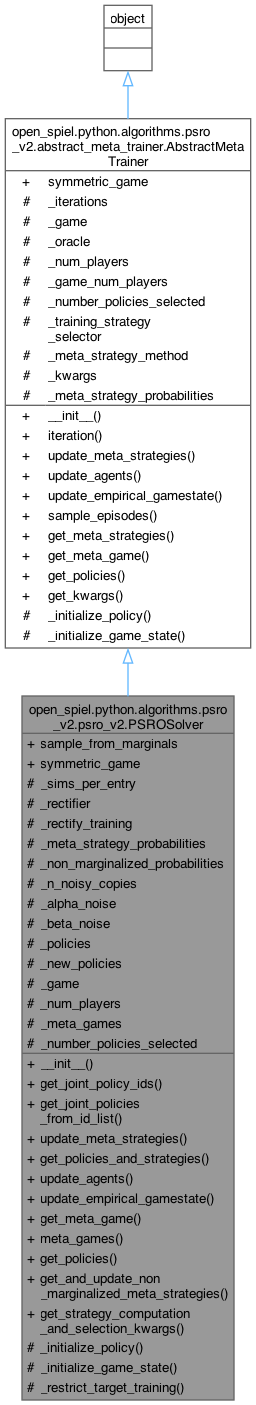 object
open_spiel.python.algorithms.psro
_v2.abstract_meta_trainer.AbstractMeta
Trainer
+ symmetric_game
# _iterations
# _game
# _oracle
# _num_players
# _game_num_players
# _number_policies_selected
# _training_strategy
_selector
# _meta_strategy_method
# _kwargs
# _meta_strategy_probabilities
+ __init__()
+ iteration()
+ update_meta_strategies()
+ update_agents()
+ update_empirical_gamestate()
+ sample_episodes()
+ get_meta_strategies()
+ get_meta_game()
+ get_policies()
+ get_kwargs()
# _initialize_policy()
# _initialize_game_state()
open_spiel.python.algorithms.psro
_v2.psro_v2.PSROSolver
+ sample_from_marginals
+ symmetric_game
# _sims_per_entry
# _rectifier
# _rectify_training
# _meta_strategy_probabilities
# _non_marginalized_probabilities
# _n_noisy_copies
# _alpha_noise
# _beta_noise
# _policies
# _new_policies
# _game
# _num_players
# _meta_games
# _number_policies_selected
+ __init__()
+ get_joint_policy_ids()
+ get_joint_policies
_from_id_list()
+ update_meta_strategies()
+ get_policies_and_strategies()
+ update_agents()
+ update_empirical_gamestate()
+ get_meta_game()
+ meta_games()
+ get_policies()
+ get_and_update_non
_marginalized_meta_strategies()
+ get_strategy_computation
_and_selection_kwargs()
# _initialize_policy()
# _initialize_game_state()
# _restrict_target_training()